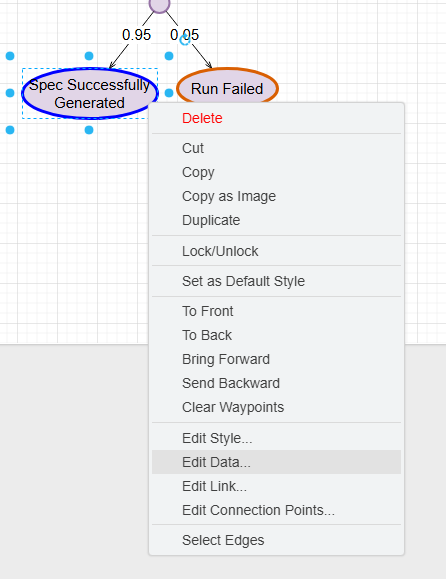 0.95
0.05
Spec Successfully
Generated
Run Failed
Delete
Cut
Copy
Copy as Image
Duplicate
Lock/Unlock
Set as Default Style
To Front
To Back
Bring Forward
Send Backward
Clear Waypoints
Edit Style...
Edit Data...
Edit Link...
Edit Connection Points...
Select Edges